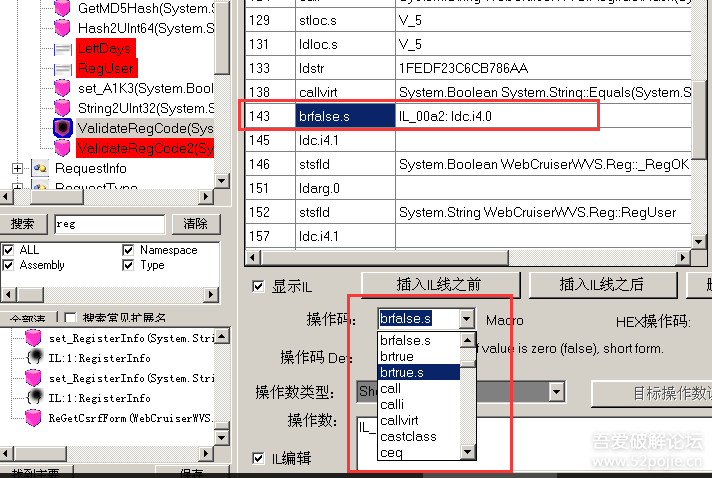 GetMD5Hash(System.S
Hash2UInt64(System.S
LeftDays
RegUser
set_A1K3(System.Bool
String2UInt32(System.S
ValidateRegCode(Sys
ValidateRegCode2(Sy
RequestInfo
RequestType
搜索 reg 清除
ALL Namespace
Assembly Type
搜索常见扩展名
set_RegisterInfo(System.Stri
IL:1:RegisterInfo
set_RegisterInfo(System.Stri
IL:1:RegisterInfo
ReGetCsrfForm(WebCruiserWVS.
找到主要 保存
129 stloc.s V_5
131 ldloc.s V_5
133 ldstr 1FEDF23C6CB786AA
138 callvirt System.Boolean System.String::Equals(System.S
143 brfalse.s IL_00a2: ldc.i4.0
145 ldc.i4.1
146 stsfld System.Boolean WebCruiserWVS.Reg::_RegOK
151 ldarg.0
152 stsfld System.String WebCruiserWVS.Reg::RegUser
157 ldc.i4.1
显示IL 插入IL线之前 插入IL线之后
操作码: brfalse.s Macro HEX操作码:
操作码 Def: f value is zero (false), short form.
操作数类型: Sh 目标操作数
操作数: IL_
IL编辑
brfalse.s
brtrue
brtrue.s
call
calli
callvirt
castclass
ceq
吾爱破解论坛
www.52pojie.cn